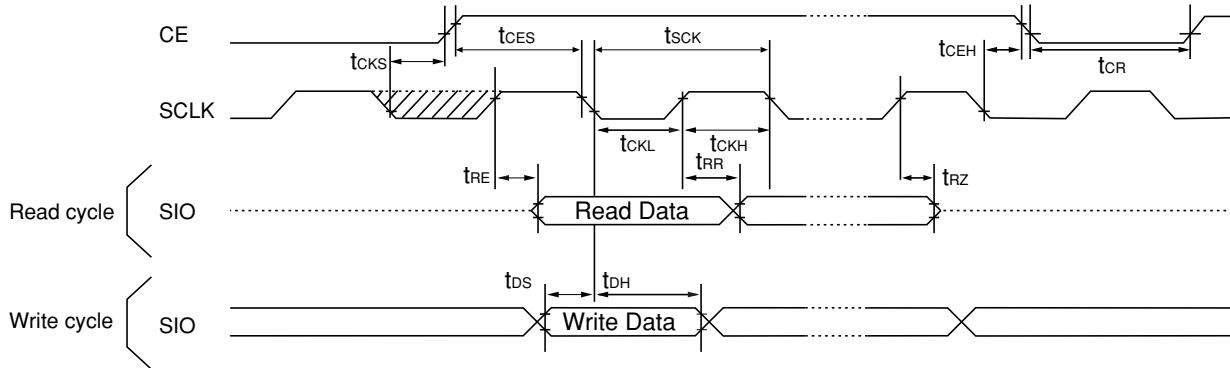 CE
tCES
tSCK
tCEH
tCKS
tCR
SCLK
tCKL
tCKH
tRE
tRR
tRZ
Read cycle
SIO
Read Data
tDS
tDH
Write cycle
SIO
Write Data